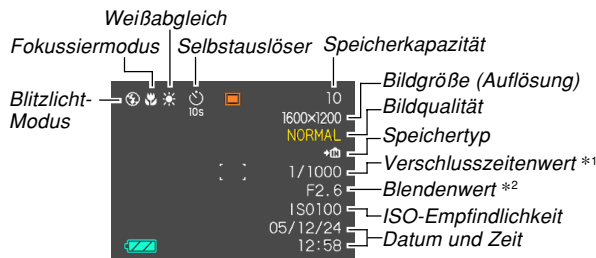 Weißabgleich
Fokussiermodus Selbstauslöser Speicherkapazität
Blitzlicht-
Modus
10s
10
Bildgröße (Auflösung)
1600×1200
Bildqualität
NORMAL
Speichertyp
1/1000
Verschlusszeitenwert *1
F2.6
Blendenwert *2
ISO100
ISO-Empfindlichkeit
05/12/24
12:58
Datum und Zeit